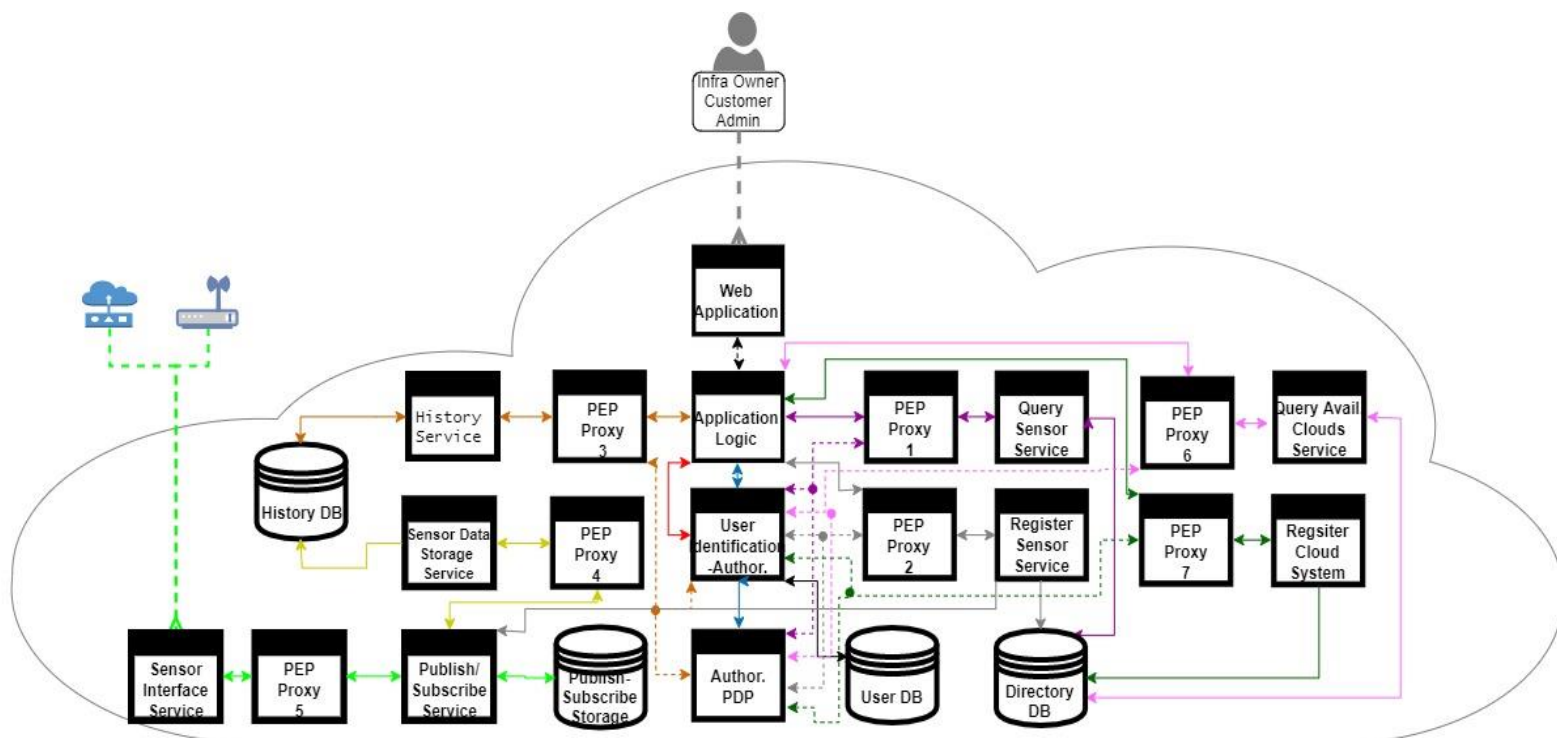 Infra Owner
Customer
Admin
Web
Application
History
Service
PEP
Proxy
3
Application
Logic
PEP
Proxy
1
Query
Sensor
Service
PEP
Proxy
6
Query Avail
Clouds
Service
History DB
Sensor Data
Storage
Service
PEP
Proxy
4
User
Identification
-Author.
PEP
Proxy
2
Register
Sensor
Service
PEP
Proxy
7
Regsiter
Cloud
System
Sensor
Interface
Service
PEP
Proxy
5
Publish/
Subscribe
Service
Publish-
Subscribe
Storage
Author.
PDP
User DB
Directory
DB